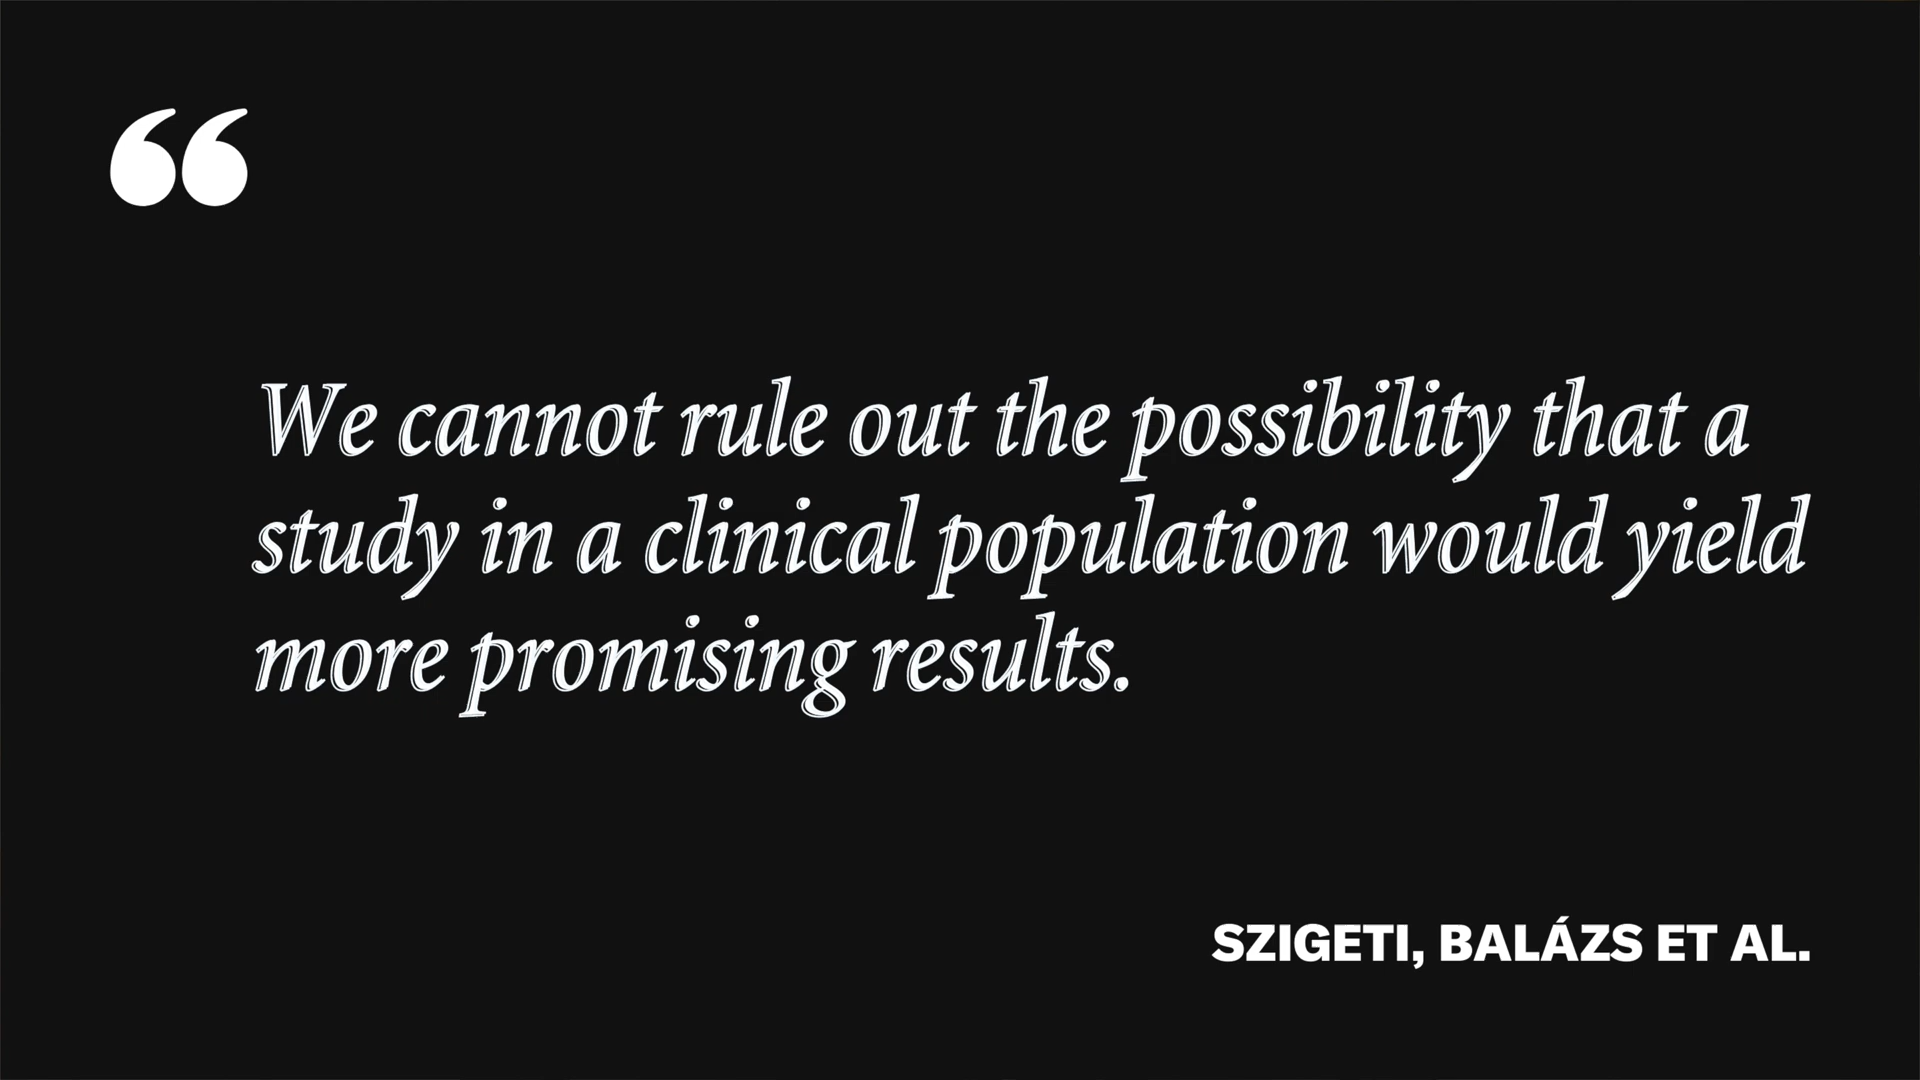 “
We cannot rule out the possibility that a
study in a clinical population would yield
more promising results.
SZIGETI, BALÁZS ET AL.